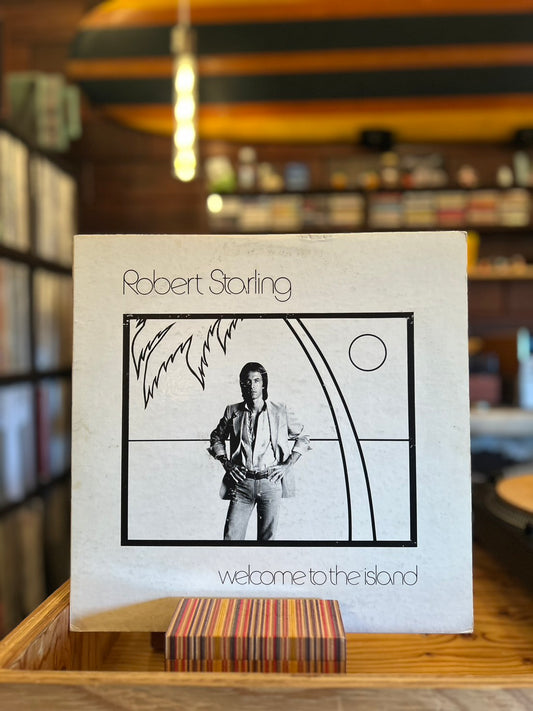 Robert Starling
welcome to the island